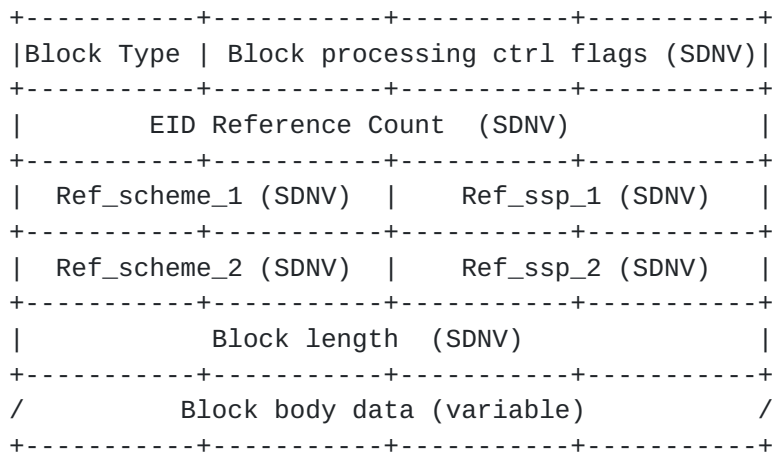 +-----------+-----------+-----------+-----------+
|Block Type | Block processing ctrl flags (SDNV)|
+-----------+-----------+-----------+-----------+
|        EID Reference Count  (SDNV)            |
+-----------+-----------+-----------+-----------+
|  Ref_scheme_1 (SDNV)  |    Ref_ssp_1 (SDNV)   |
+-----------+-----------+-----------+-----------+
|  Ref_scheme_2 (SDNV)  |    Ref_ssp_2 (SDNV)   |
+-----------+-----------+-----------+-----------+
|            Block length  (SDNV)               |
+-----------+-----------+-----------+-----------+
/          Block body data (variable)           /
+-----------+-----------+-----------+-----------+